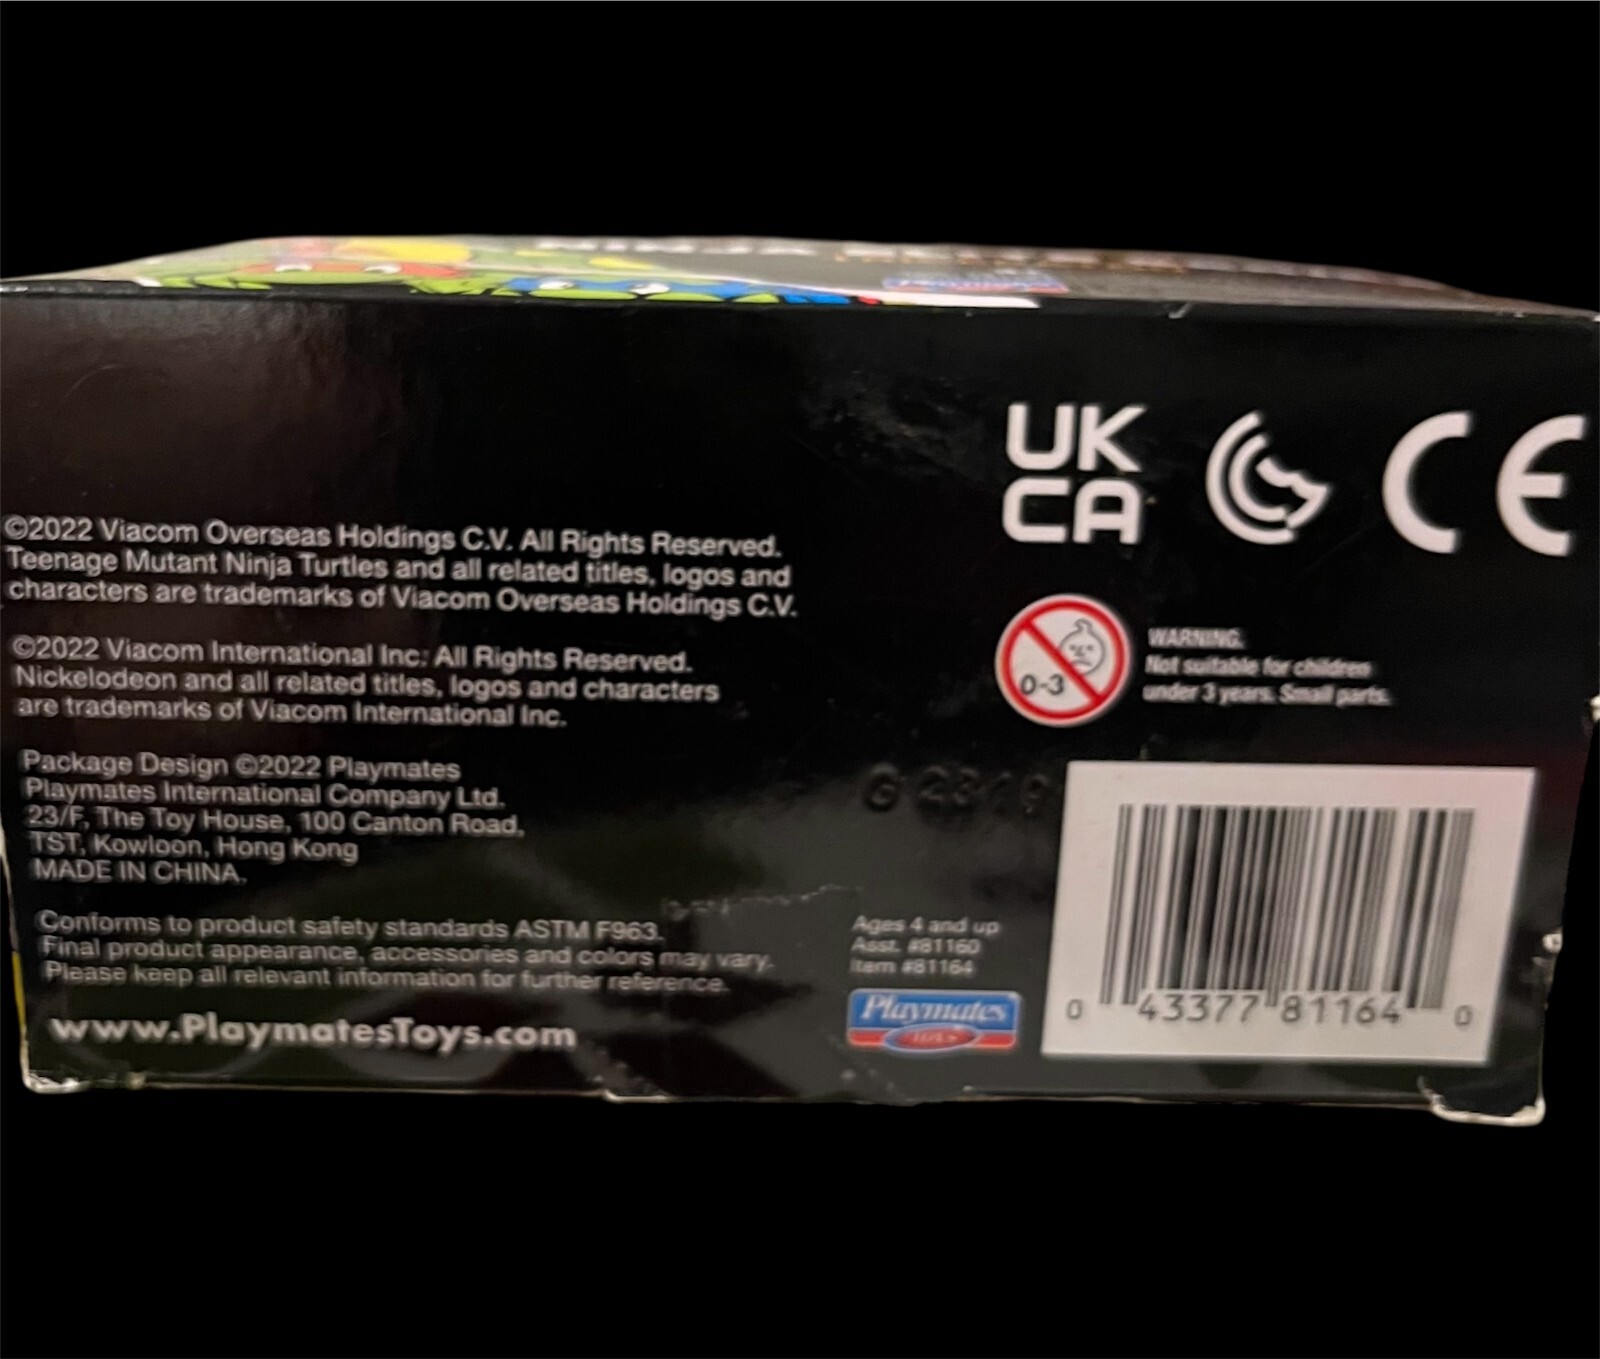 UK
CA
CE
©2022 Viacom Overseas Holdings C.V. All Rights Reserved.
Teenage Mutant Ninja Turtles and all related titles, logos and
characters are trademarks of Viacom Overseas Holdings C.V.
©2022 Viacom International Inc. All Rights Reserved.
Nickelodeon and all related titles, logos and characters
are trademarks of Viacom International Inc.
0-3
WARNING.
Not suitable for children
under 3 years. Small parts.
Package Design ©2022 Playmates
Playmates International Company Ltd.
23/F, The Toy House, 100 Canton Road,
TST, Kowloon, Hong Kong
MADE IN CHINA.
Conforms to product safety standards ASTM F963.
Final product appearance, accessories and colors may vary.
Please keep all relevant information for further reference.
www.PlaymatesToys.com
Ages 4 and up
Asst. #81160
Item #81164
Playmates
TOYS
0 43377 81164 0